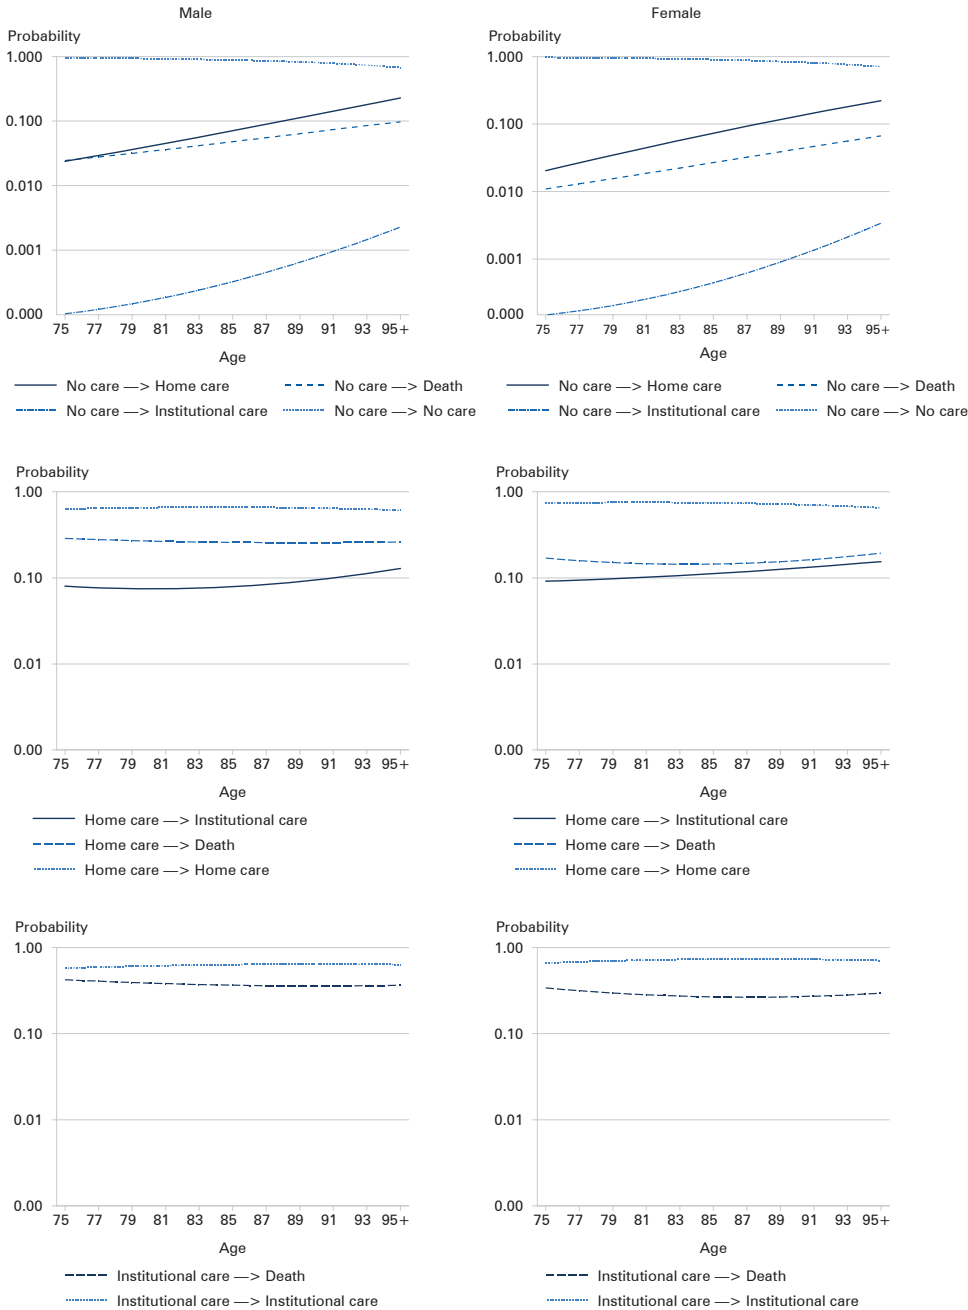 Male
Female
Probability
Probability
1.000
0.100
0.010
0.001
0.000
75 77 79 81 83 85 87 89 91 93 95+
Age
1.000
0.100
0.010
0.001
0.000
75 77 79 81 83 85 87 89 91 93 95+
Age
No care —> Home care
No care —> Death
No care —> Institutional care
No care —> No care
No care —> Home care
No care —> Death
No care —> Institutional care
No care —> No care
Probability
1.00
0.10
0.01
0.00
75 77 79 81 83 85 87 89 91 93 95+
Age
Home care —> Institutional care
Home care —> Death
Home care —> Home care
Probability
1.00
0.10
0.01
0.00
75 77 79 81 83 85 87 89 91 93 95+
Age
Home care —> Institutional care
Home care —> Death
Home care —> Home care
Probability
1.00
0.10
0.01
0.00
75 77 79 81 83 85 87 89 91 93 95+
Age
Institutional care —> Death
Institutional care —> Institutional care
Probability
1.00
0.10
0.01
0.00
75 77 79 81 83 85 87 89 91 93 95+
Age
Institutional care —> Death
Institutional care —> Institutional care